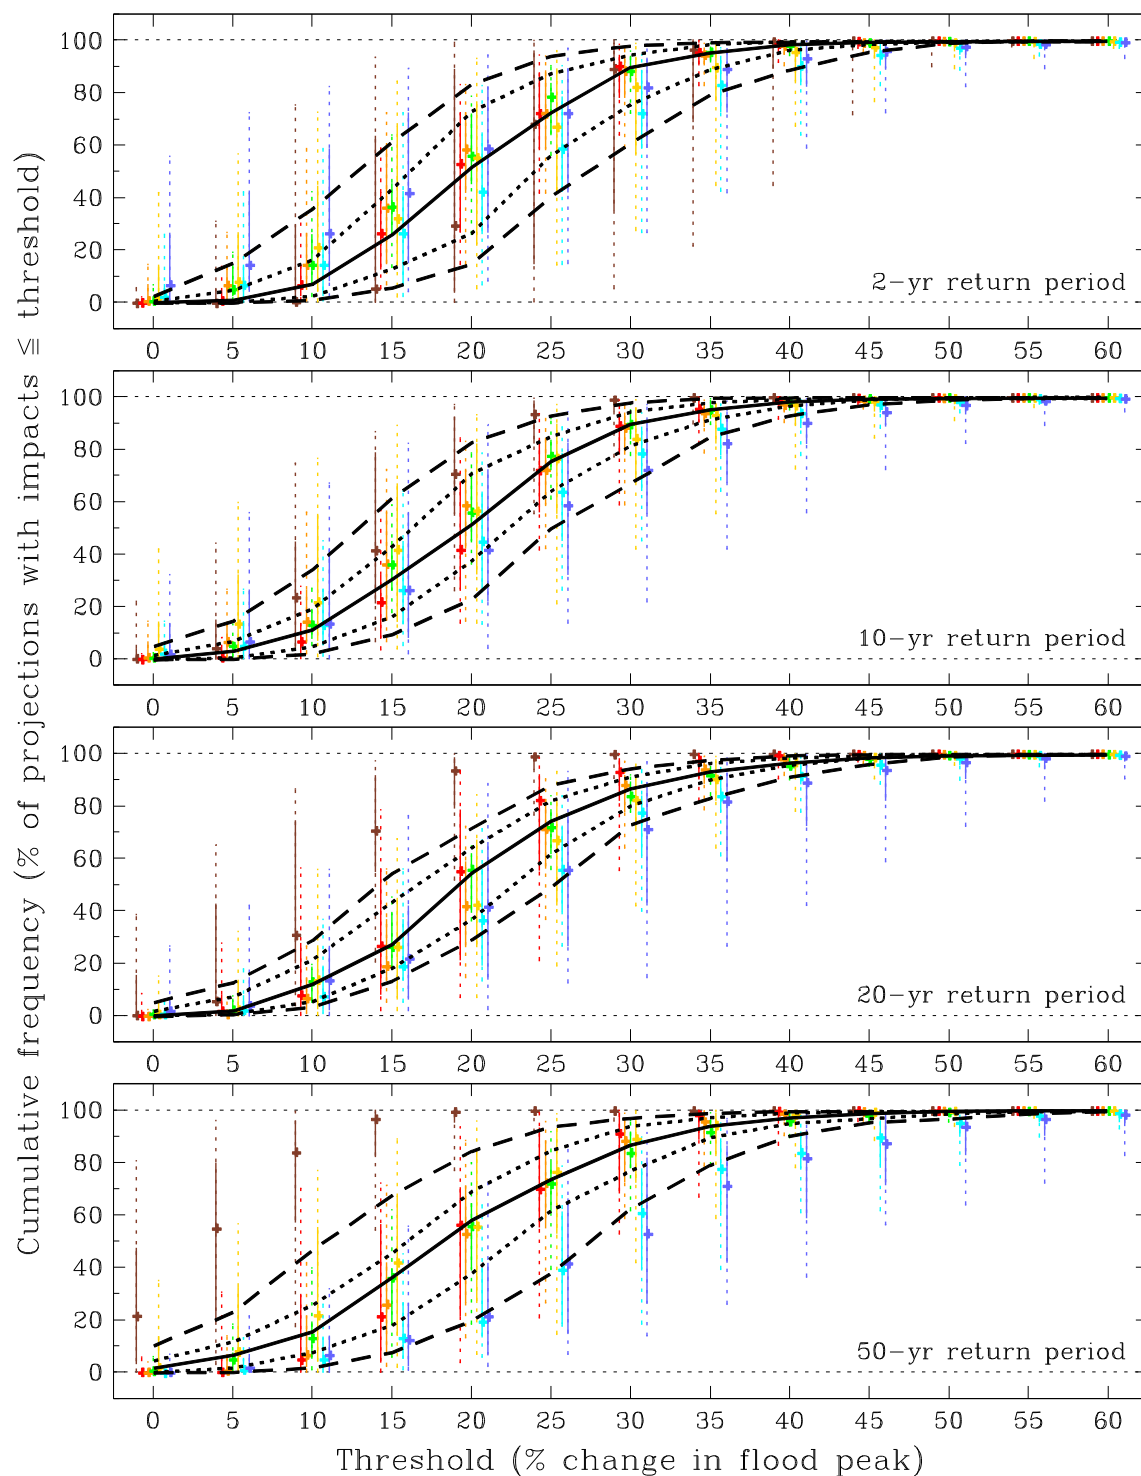 Cumulative frequency (% of projections with impacts ≦ threshold)
100
80
60
40
20
0
2-yr return period
0 5 10 15 20 25 30 35 40 45 50 55 60
100
80
60
40
20
0
10-yr return period
0 5 10 15 20 25 30 35 40 45 50 55 60
100
80
60
40
20
0
20-yr return period
0 5 10 15 20 25 30 35 40 45 50 55 60
100
80
60
40
20
0
50-yr return period
0 5 10 15 20 25 30 35 40 45 50 55 60
Threshold (% change in flood peak)